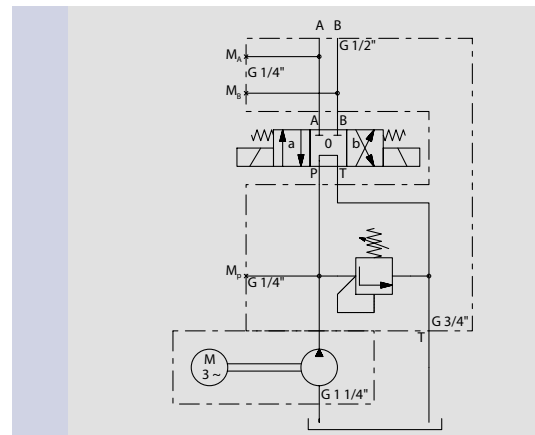 A B
G 1/2"
MA
G 1/4"
MB
A B
a 0 b
P T
MP
G 1/4"
G 3/4"
T
M
3 ~
G 1 1/4"